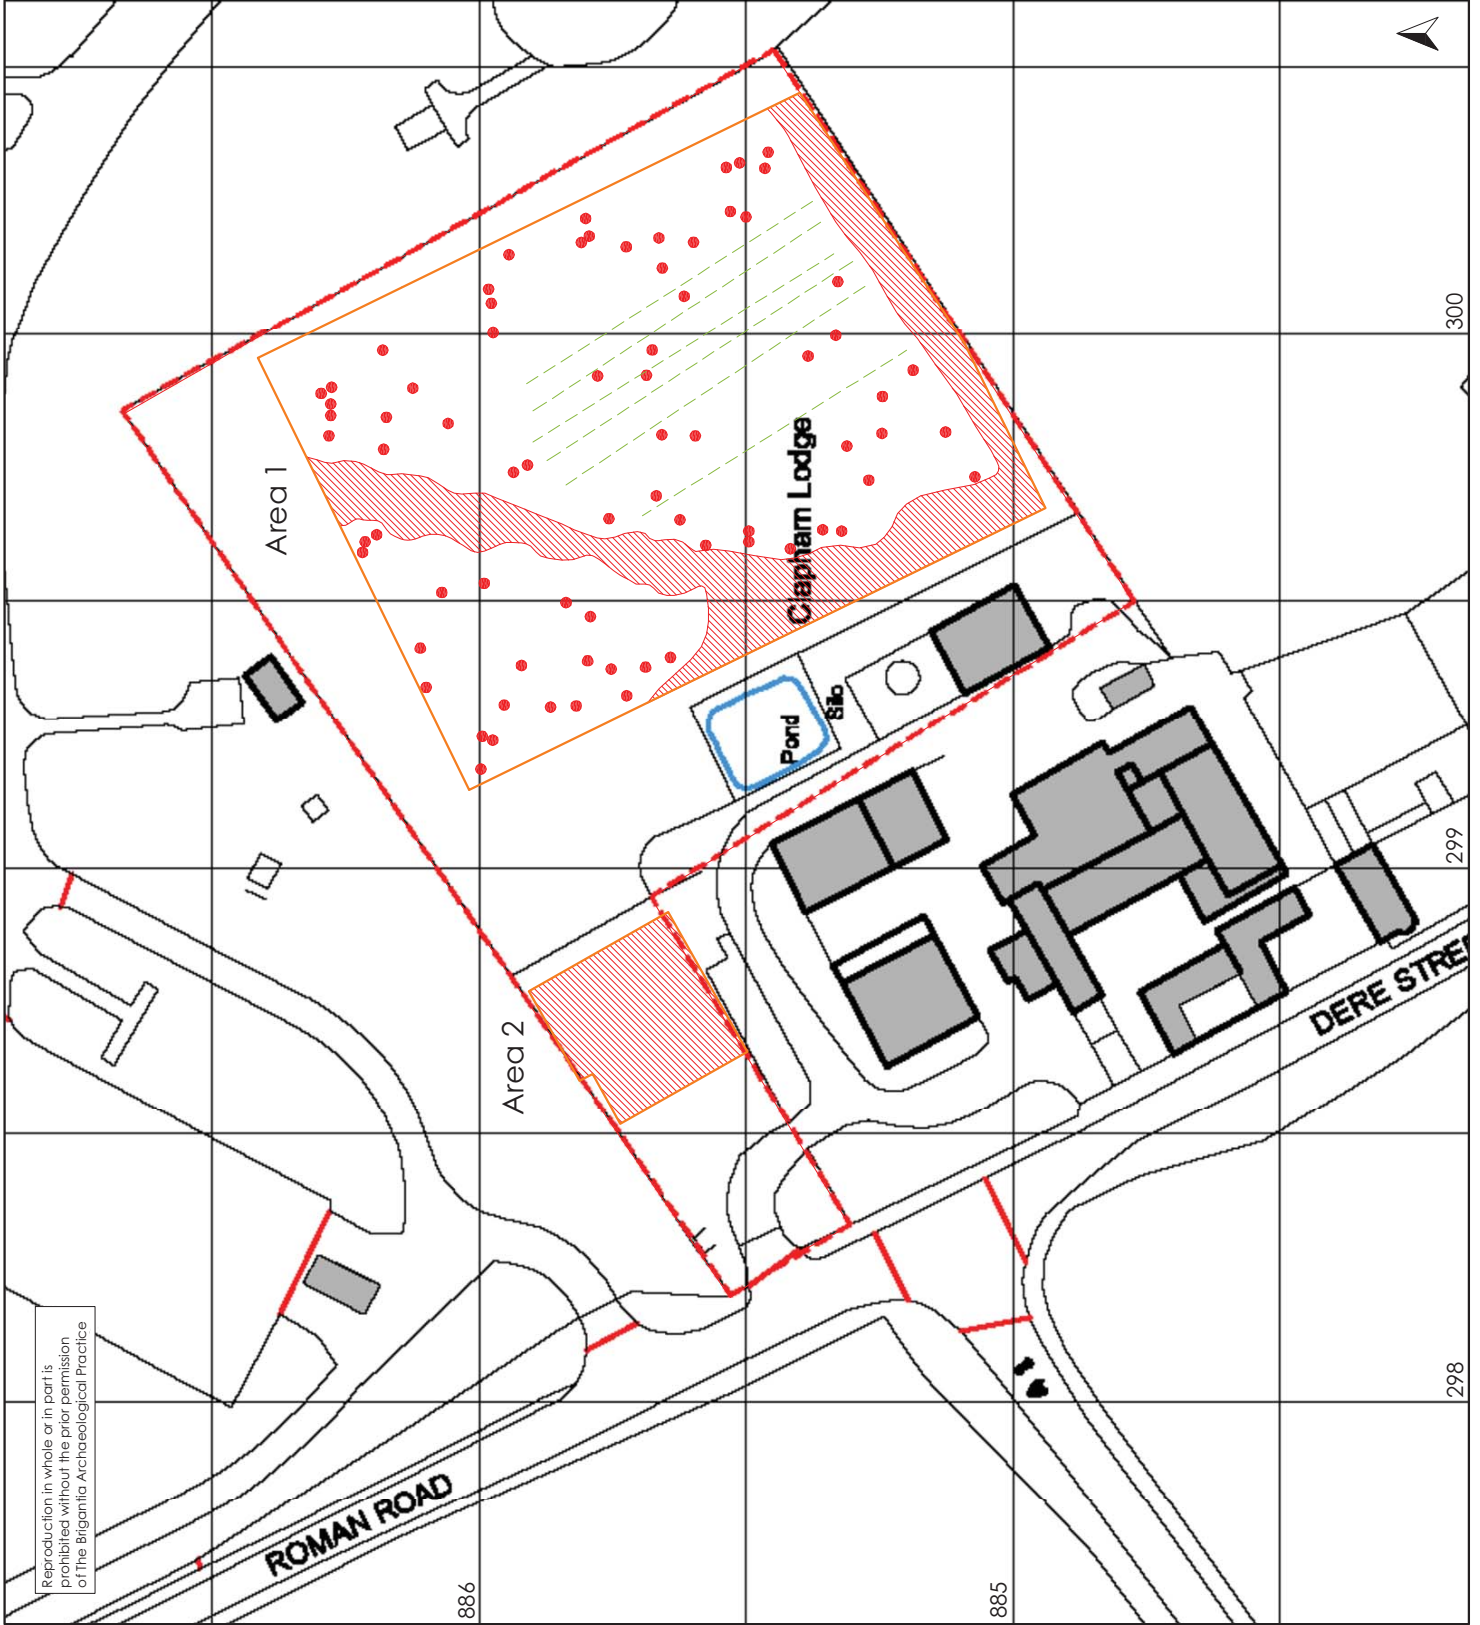 Reproduction in whole or in part is
prohibited without the prior permission
of The Brigantia Archaeological Practice
Area 1
Area 2
Clapham Lodge
Pond
Silo
ROMAN ROAD
DERE STREE
886
885
300
299
298